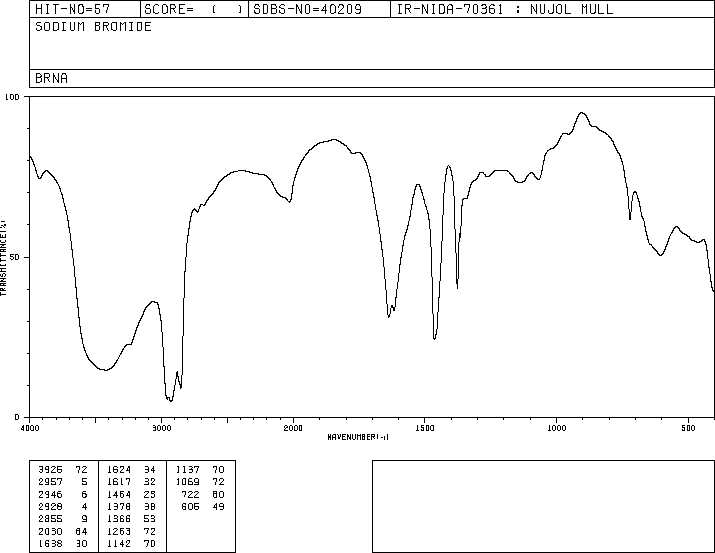 HIT-NO=57 SCORE= ( ) SDBS-NO=40209 IR-NIDA-70361 : NUJOL MULL
SODIUM BROMIDE
BRNA
100
50
0
TRANSMITTANCE(%)
4000 3000 2000 1500 1000 500
WAVENUMBER(-1)
3925 72 1624 34 1137 70
2957 5 1617 32 1069 72
2946 6 1464 23 722 60
2928 4 1378 38 605 49
2855 9 1366 53
2030 64 1263 72
1638 30 1142 70